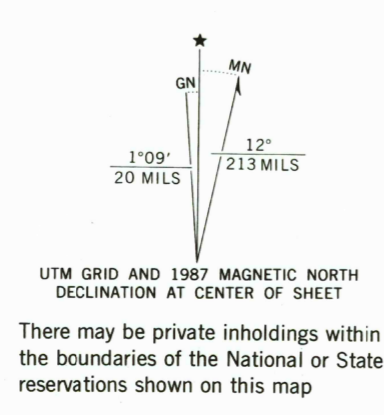 ★
MN
GN
1°09′
20 MILS
12°
213 MILS
UTM GRID AND 1987 MAGNETIC NORTH
DECLINATION AT CENTER OF SHEET
There may be private inholdings within
the boundaries of the National or State
reservations shown on this map